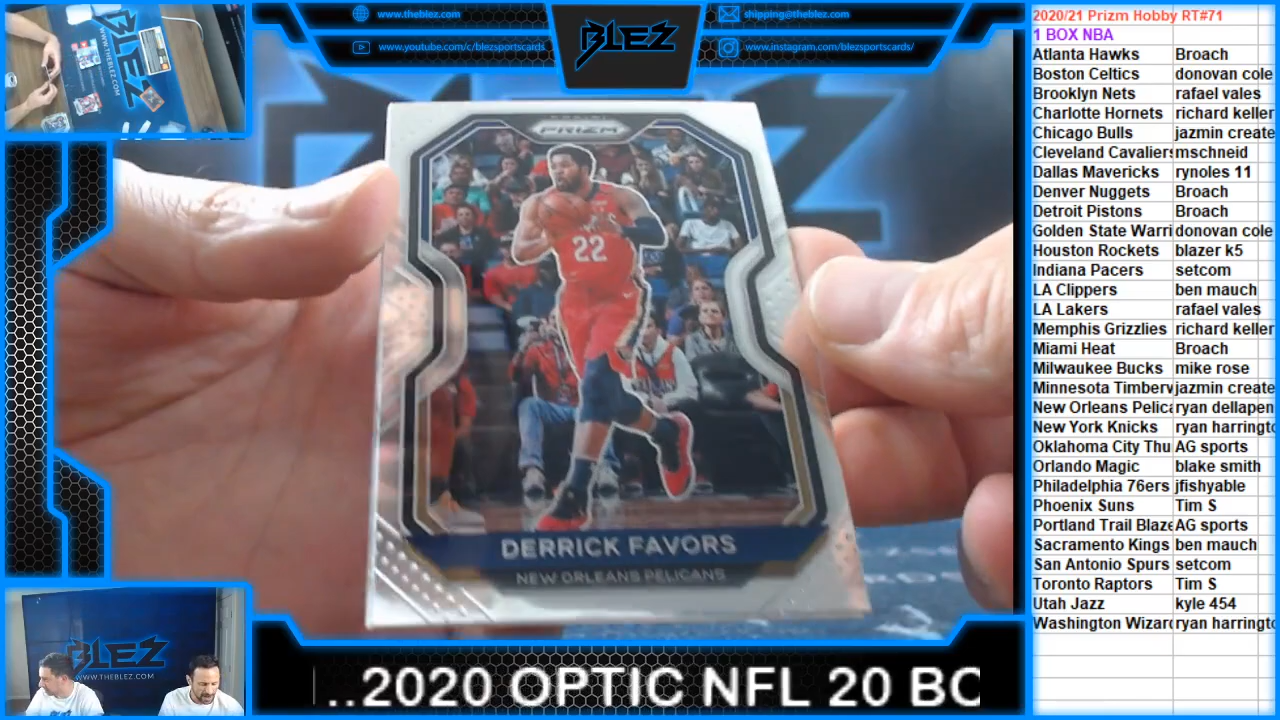 www.theblez.com
www.youtube.com/c/blezsportscards
BLEZ
shipping@theblez.com
www.instagram.com/blezsportscards/
BLEZ
WWW.THEBLEZ.COM
PRIZM
22
DERRICK FAVORS
NEW ORLEANS PELICANS
BLEZ
WWW.THEBLEZ.COM
..2020 OPTIC NFL 20 BO
2020/21 Prizm Hobby RT#71
1 BOX NBA
Atlanta Hawks Broach
Boston Celtics donovan cole
Brooklyn Nets rafael vales
Charlotte Hornets richard keller
Chicago Bulls jazmin create
Cleveland Cavaliers mschneid
Dallas Mavericks rynoles 11
Denver Nuggets Broach
Detroit Pistons Broach
Golden State Warri donovan cole
Houston Rockets blazer k5
Indiana Pacers setcom
LA Clippers ben mauch
LA Lakers rafael vales
Memphis Grizzlies richard keller
Miami Heat Broach
Milwaukee Bucks mike rose
Minnesota Timberv jazmin create
New Orleans Pelica ryan dellapen
New York Knicks ryan harringto
Oklahoma City Thu AG sports
Orlando Magic blake smith
Philadelphia 76ers jfishyable
Phoenix Suns Tim S
Portland Trail Blaze AG sports
Sacramento Kings ben mauch
San Antonio Spurs setcom
Toronto Raptors Tim S
Utah Jazz kyle 454
Washington Wizard ryan harringto